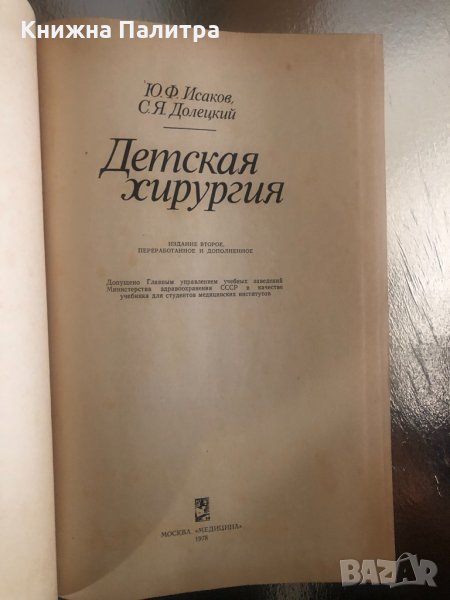 Книжна Палитра
Ю.Ф. Исаков,
С.Я. Долецкий
Детская
хирургия
ИЗДАНИЕ ВТОРОЕ,
ПЕРЕРАБОТАННОЕ И ДОПОЛНЕННОЕ
Допущено Главным управлением учебных заведений
Министерства здравоохранения СССР в качестве
учебника для студентов медицинских институтов
МОСКВА. «МЕДИЦИНА».
1978
BAZAR